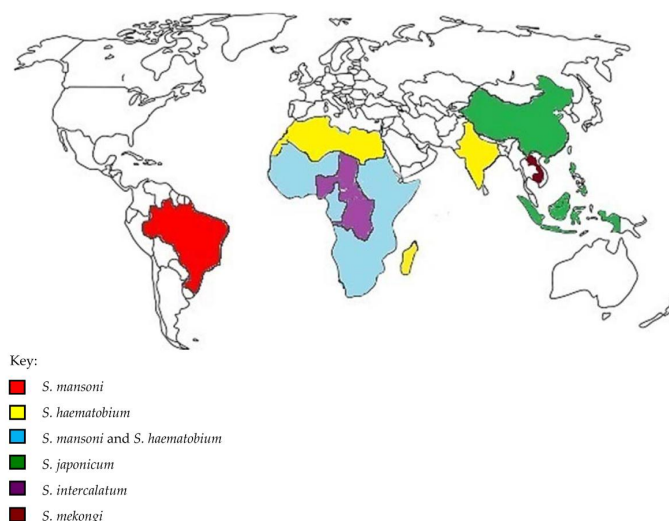 Key:
S. mansoni
S. haematobium
S. mansoni and S. haematobium
S. japonicum
S. intercalatum
S. mekongi